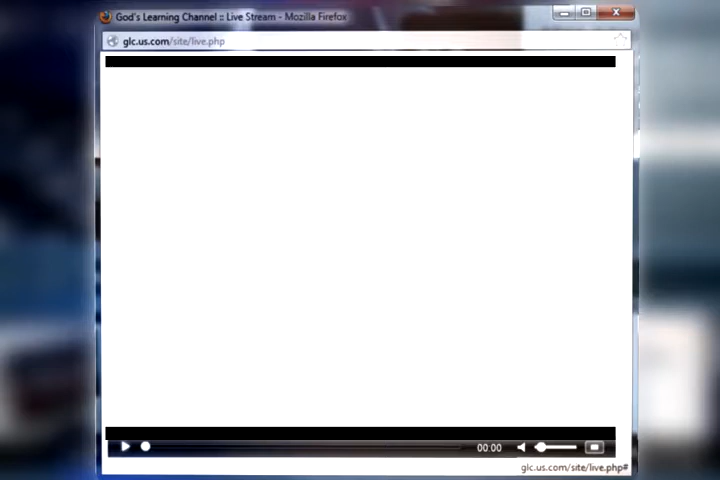 God's Learning Channel :: Live Stream - Mozilla Firefox
glc.us.com/site/live.php
00:00
glc.us.com/site/live.php#